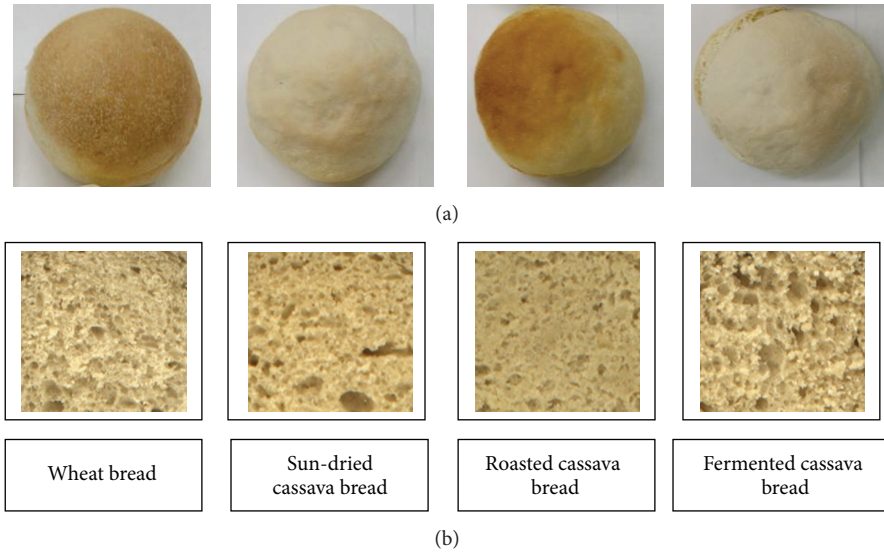 (a)
Wheat bread
Sun-dried
cassava bread
Roasted cassava
bread
Fermented cassava
bread
(b)